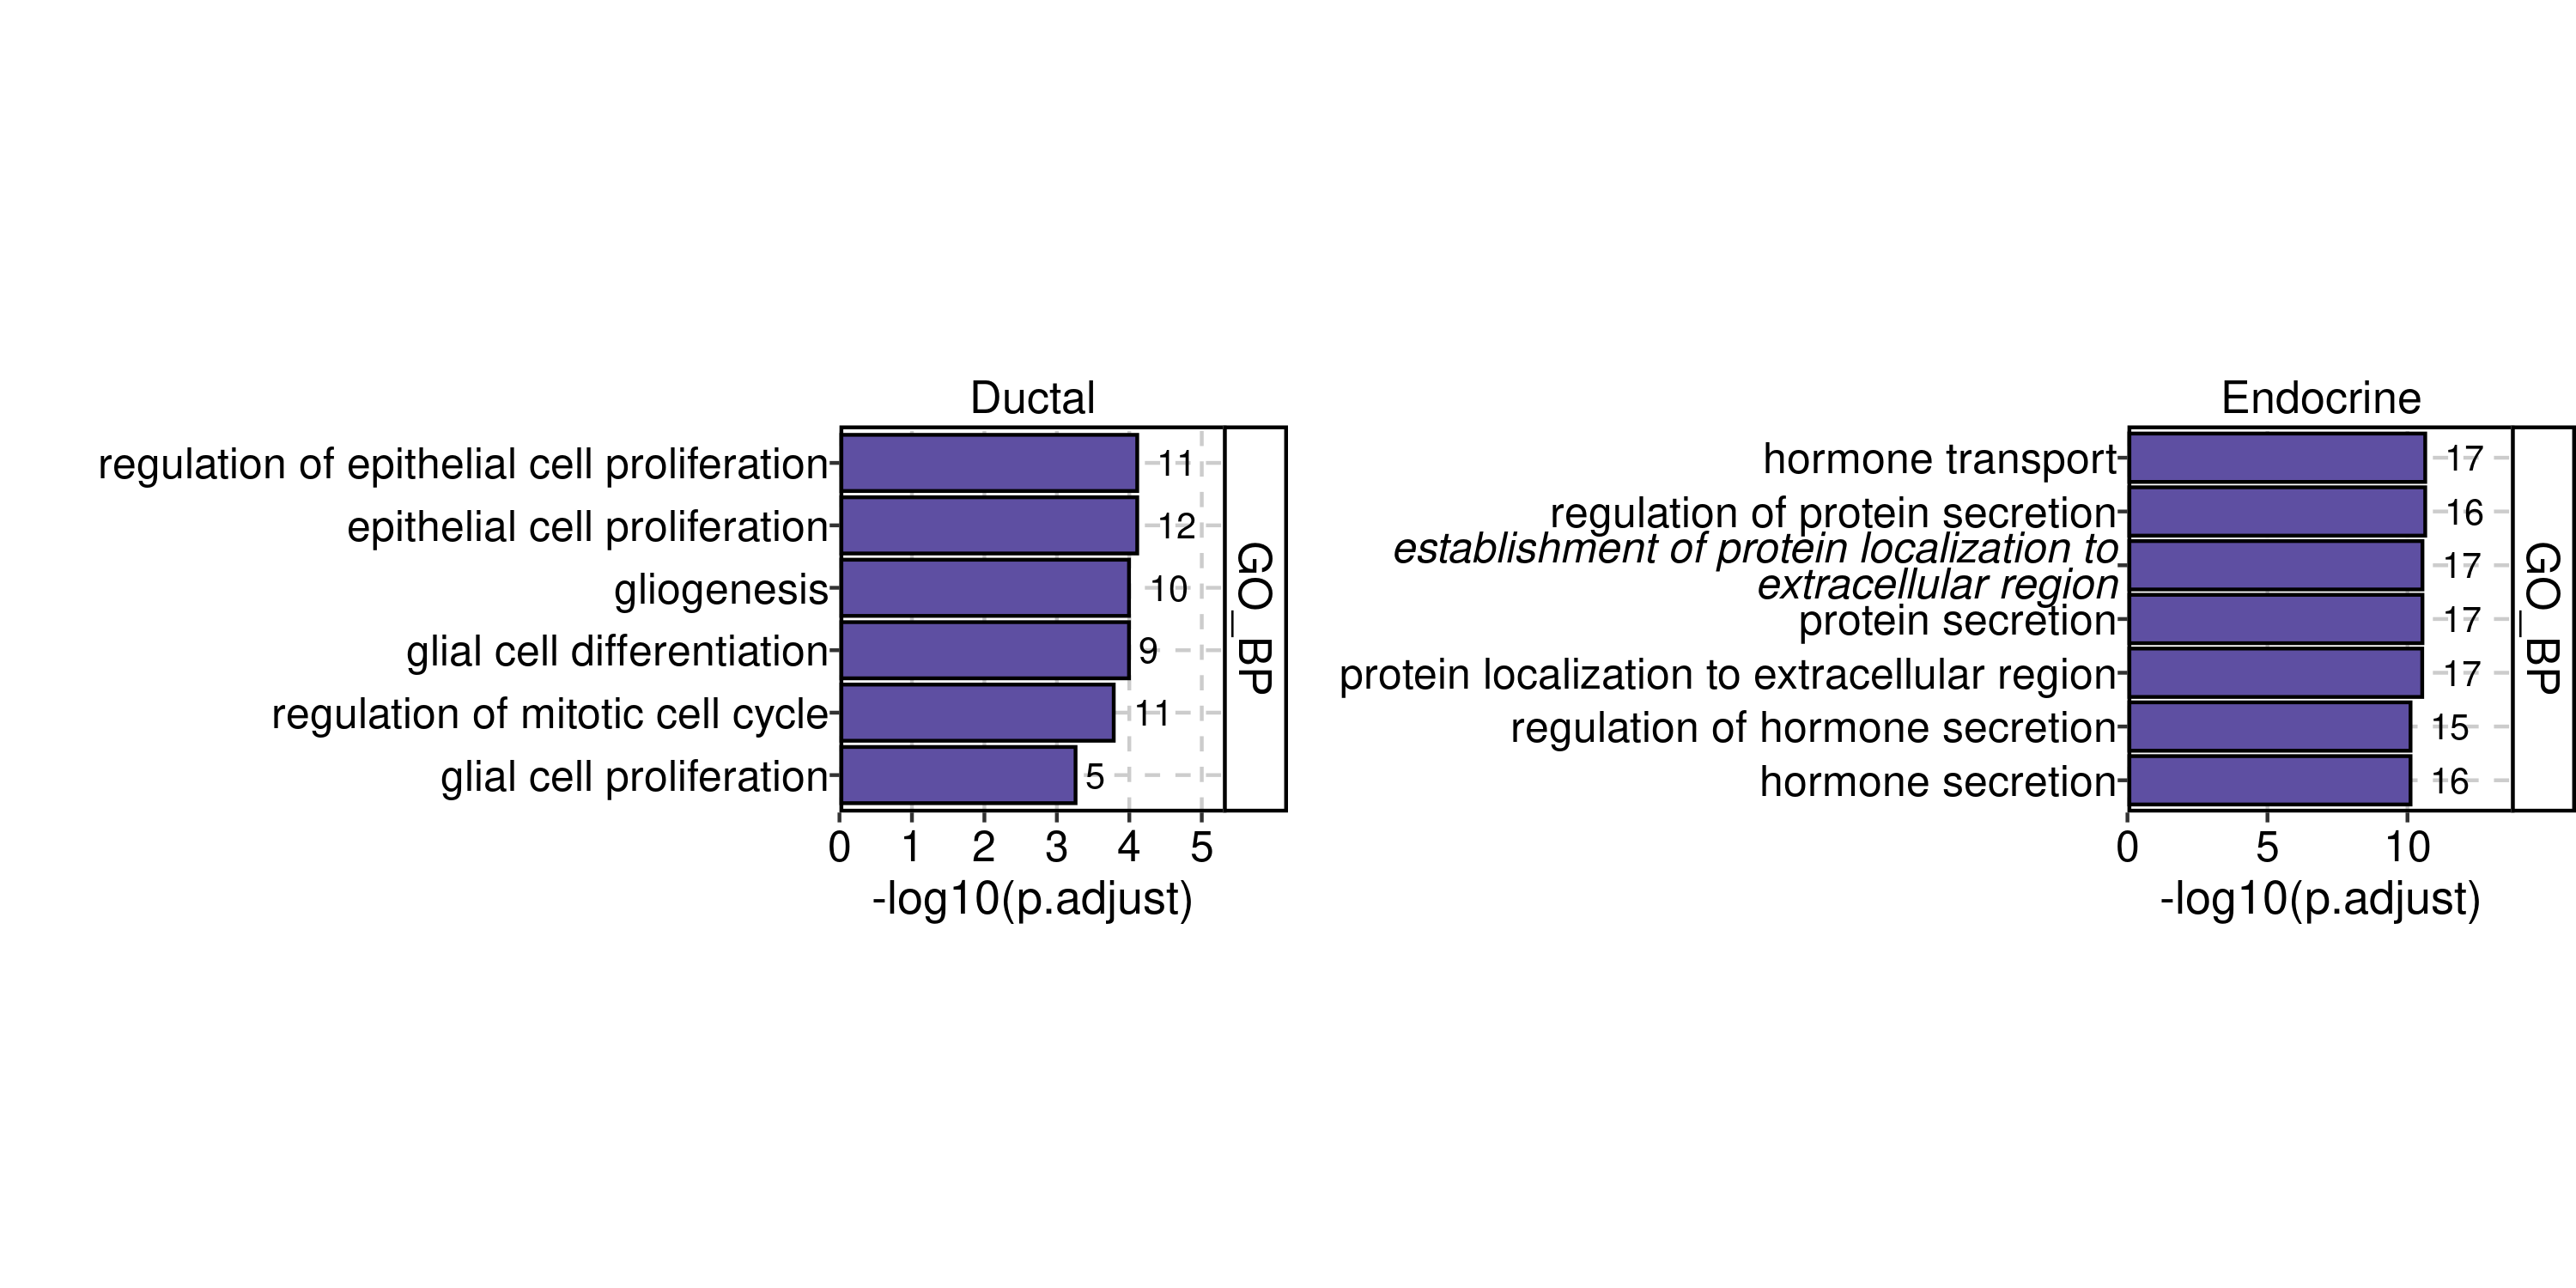 Ductal
regulation of epithelial cell proliferation 11
epithelial cell proliferation 12
gliogenesis 10
glial cell differentiation 9
regulation of mitotic cell cycle 11
glial cell proliferation 5
GO_BP
0 1 2 3 4 5
-log10(p.adjust)
Endocrine
hormone transport 17
regulation of protein secretion 16
establishment of protein localization to
extracellular region 17
protein secretion 17
protein localization to extracellular region 17
regulation of hormone secretion 15
hormone secretion 16
GO_BP
0 5 10
-log10(p.adjust)